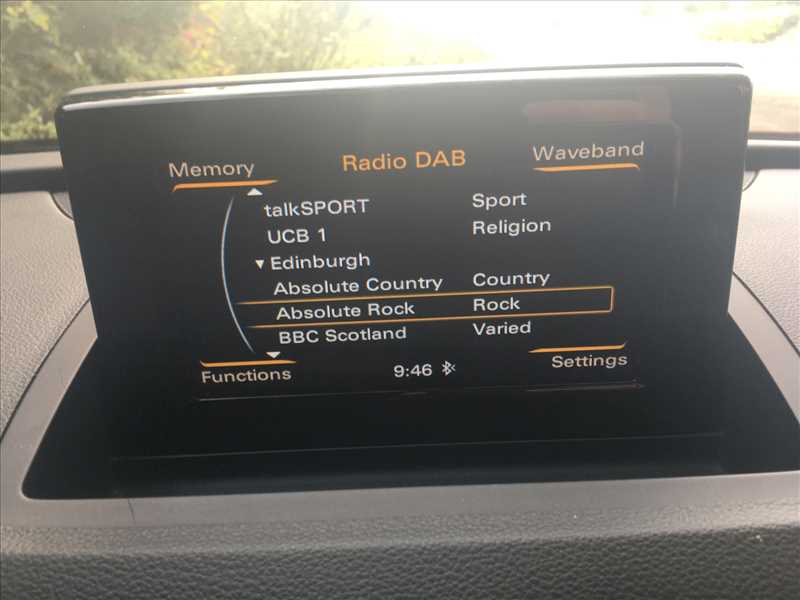 Memory Radio DAB Waveband
talkSPORT Sport
UCB 1 Religion
Edinburgh
Absolute Country Country
Absolute Rock Rock
BBC Scotland Varied
Functions 9:46 Settings